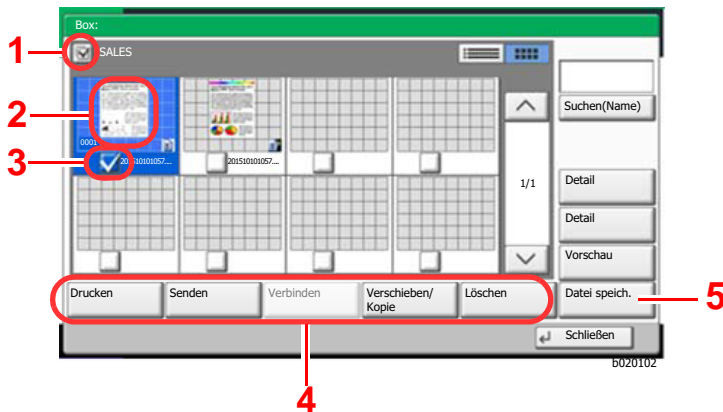 Box:
1
SALES
2
Suchen(Name)
0001
3
201510101057....
201510101057....
1/1
Detail
Detail
Vorschau
Drucken
Senden
Verbinden
Verschieben/
Kopie
Löschen
Datei speich.
5
Schließen
b020102
4